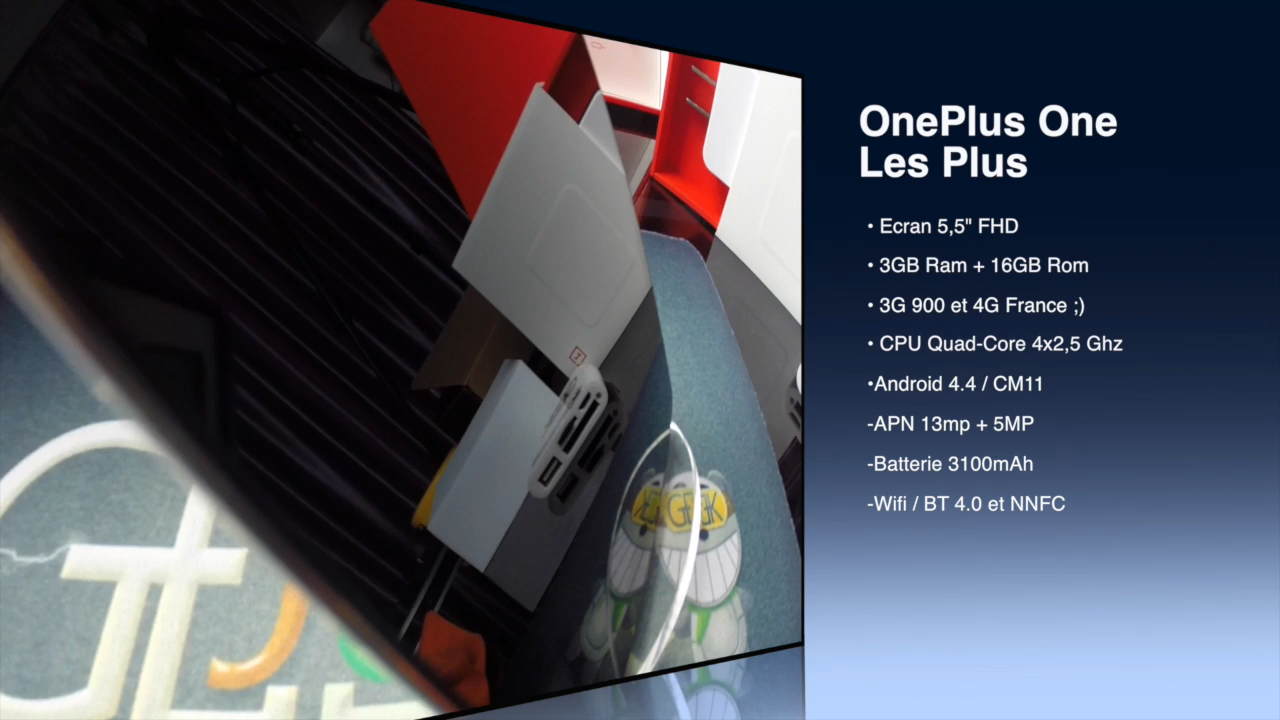 OnePlus One
Les Plus
• Ecran 5,5" FHD
• 3GB Ram + 16GB Rom
• 3G 900 et 4G France ;)
• CPU Quad-Core 4x2,5 Ghz
•Android 4.4 / CM11
-APN 13mp + 5MP
-Batterie 3100mAh
-Wifi / BT 4.0 et NNFC
GEEK